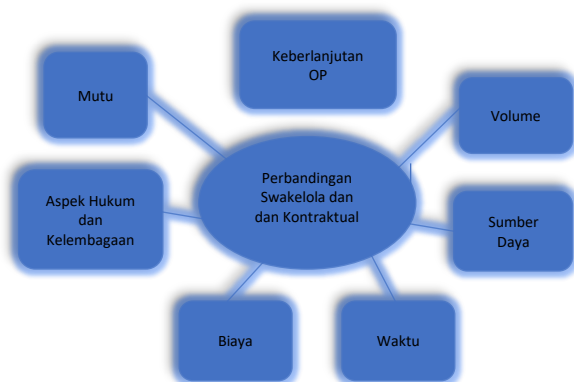 Keberlanjutan
OP
Mutu
Volume
Perbandingan
Swakelola dan
dan Kontraktual
Aspek Hukum
dan
Kelembagaan
Sumber
Daya
Biaya
Waktu